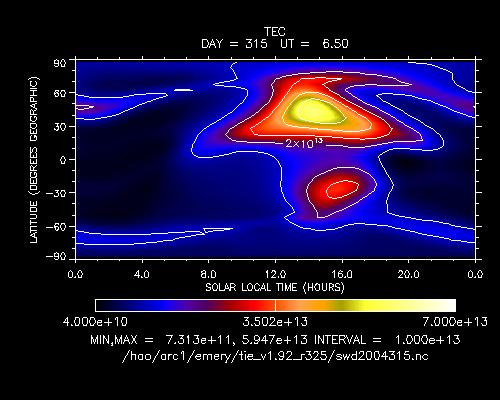 TEC
DAY = 315 UT = 6.50
LATITUDE (DEGREES GEOGRAPHIC)
90
60
30
0
−30
−60
−90
2×10¹³
0.0 4.0 8.0 12.0 16.0 20.0 0.0
SOLAR LOCAL TIME (HOURS)
4.000e+10 3.502e+13 7.000e+13
MIN,MAX = 7.313e+11, 5.947e+13 INTERVAL = 1.000e+13
/hao/arc1/emery/tie_v1.92_r325/swd2004315.nc